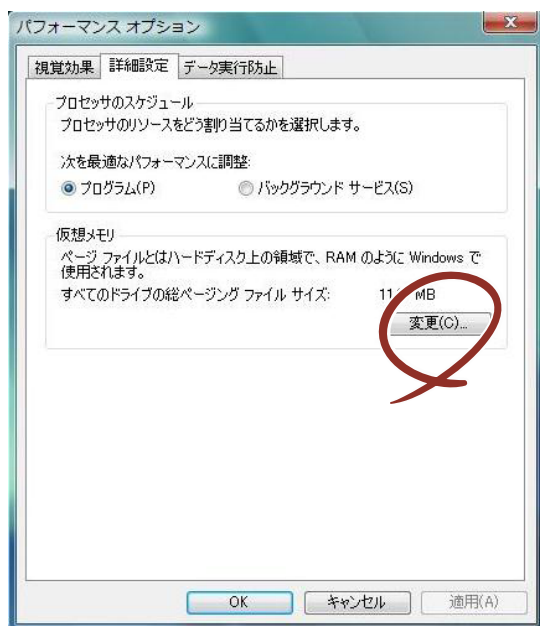 パフォーマンス オプション
視覚効果 詳細設定 データ実行防止
プロセッサのスケジュール
プロセッサのリソースをどう割り当てるかを選択します。
次を最適なパフォーマンスに調整:
プログラム(P) バックグラウンド サービス(S)
仮想メモリ
ページ ファイルとはハードディスク上の領域で、RAM のように Windows で
使用されます。
すべてのドライブの総ページング ファイル サイズ: MB
変更(C)...
OK キャンセル 適用(A)